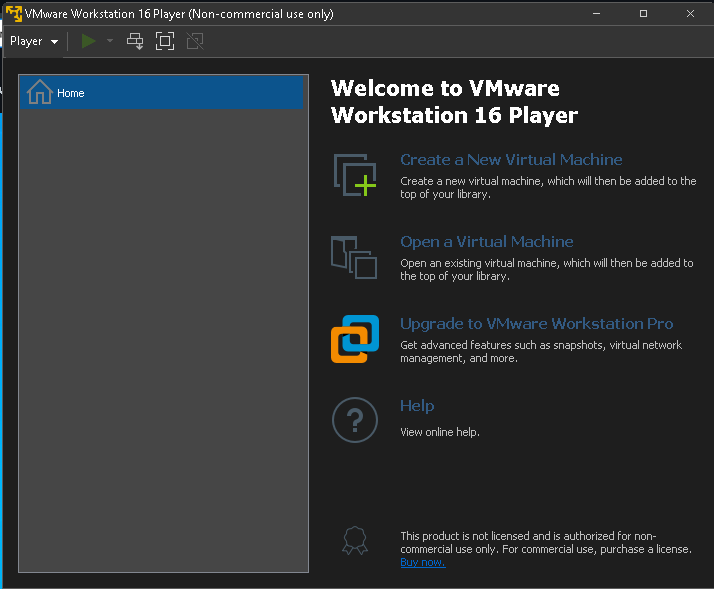 VMware Workstation 16 Player (Non-commercial use only)
Player
Home
Welcome to VMware
Workstation 16 Player
Create a New Virtual Machine
Create a new virtual machine, which will then be added to the
top of your library.
Open a Virtual Machine
Open an existing virtual machine, which will then be added to
the top of your library.
Upgrade to VMware Workstation Pro
Get advanced features such as snapshots, virtual network
management, and more.
?
Help
View online help.
This product is not licensed and is authorized for non-
commercial use only. For commercial use, purchase a license.
Buy now.